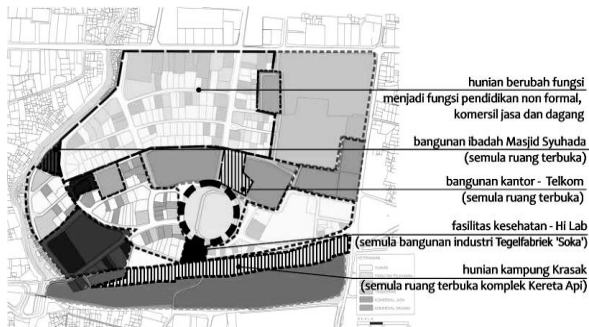 hunian berubah fungsi
menjadi fungsi pendidikan non formal,
komersil jasa dan dagang
bangunan ibadah Masjid Syuhada
(semula ruang terbuka)
bangunan kantor - Telkom
(semula ruang terbuka)
fasilitas kesehatan - Hi Lab
(semula bangunan industri Tegelfabriek 'Soka')
hunian kampung Krasak
(semula ruang terbuka komplek Kereta Api)